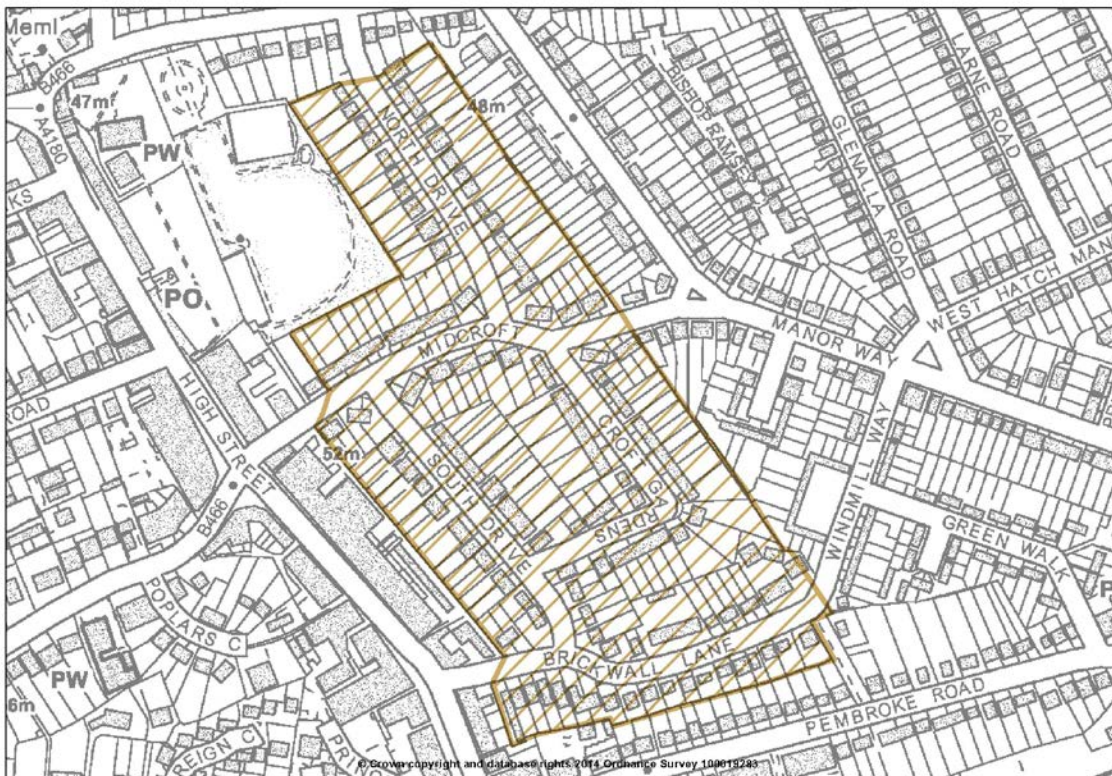 Meml
B466
47m
A4180
PW
KS
PO
ROAD
HIGH STREET
B466
POPLARS C
PW
6m
REIGN C
PRINC
NORTH DRIVE
48m
MIDCROFT
52m
SOUTH DRIVE
CROFT GARDENS
BRICKWALL LANE
BISHOP RAMSEY C
GLENALLA ROAD
LARNE ROAD
WEST HATCH MAN
MANOR WAY
WINDMILL WAY
GREEN WALK
P
PEMBROKE ROAD
© Crown copyright and database rights 2014 Ordnance Survey 100019283